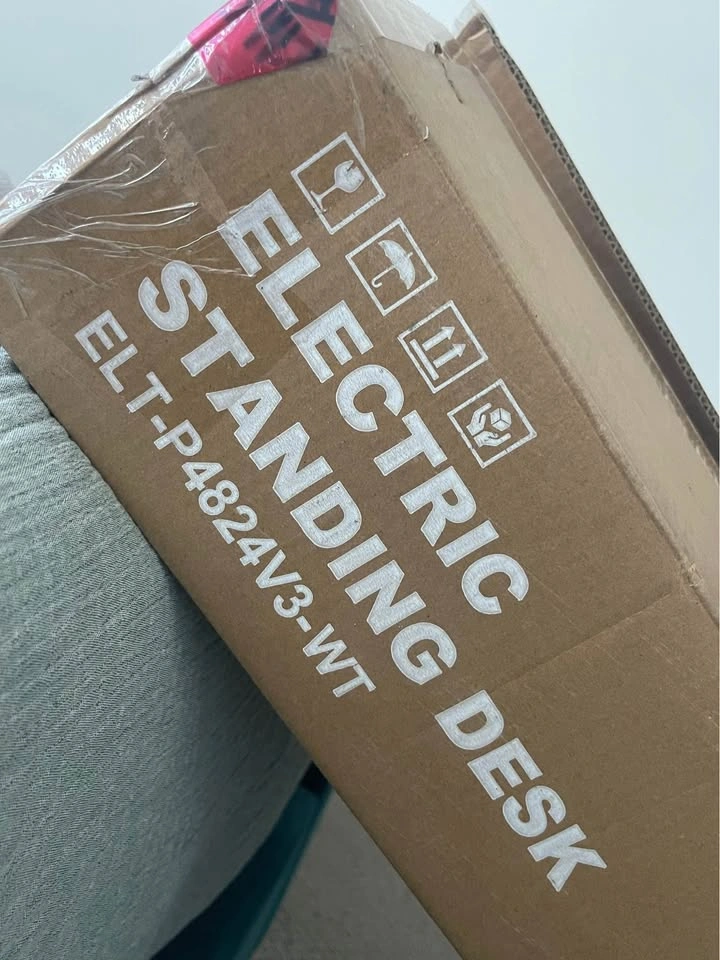 ELECTRIC
STANDING DESK
ELT-P4824V3-WT